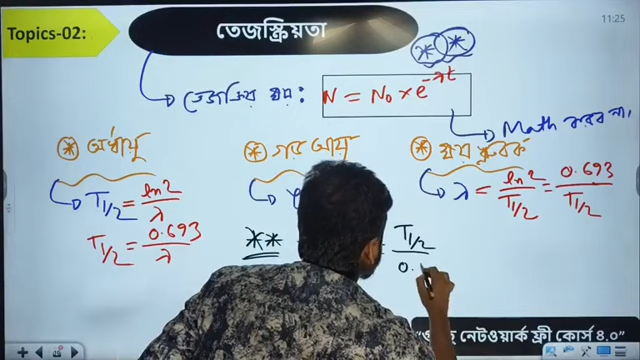 11:25
Topics-02:
তেজস্ক্রিয়তা
তেজস্ক্রিয় ক্ষয়: N = N₀ × e^-λt
Math করব না।
* অর্ধায়ু
T1/2 = ln2/λ
T1/2 = 0.693/λ
* গড় আয়ু
** T1/2 / 0.
* ক্ষয় ধ্রুবক
λ = ln2/T1/2 = 0.693/T1/2
নেটওয়ার্ক ফ্রী কোর্স ৪.০"